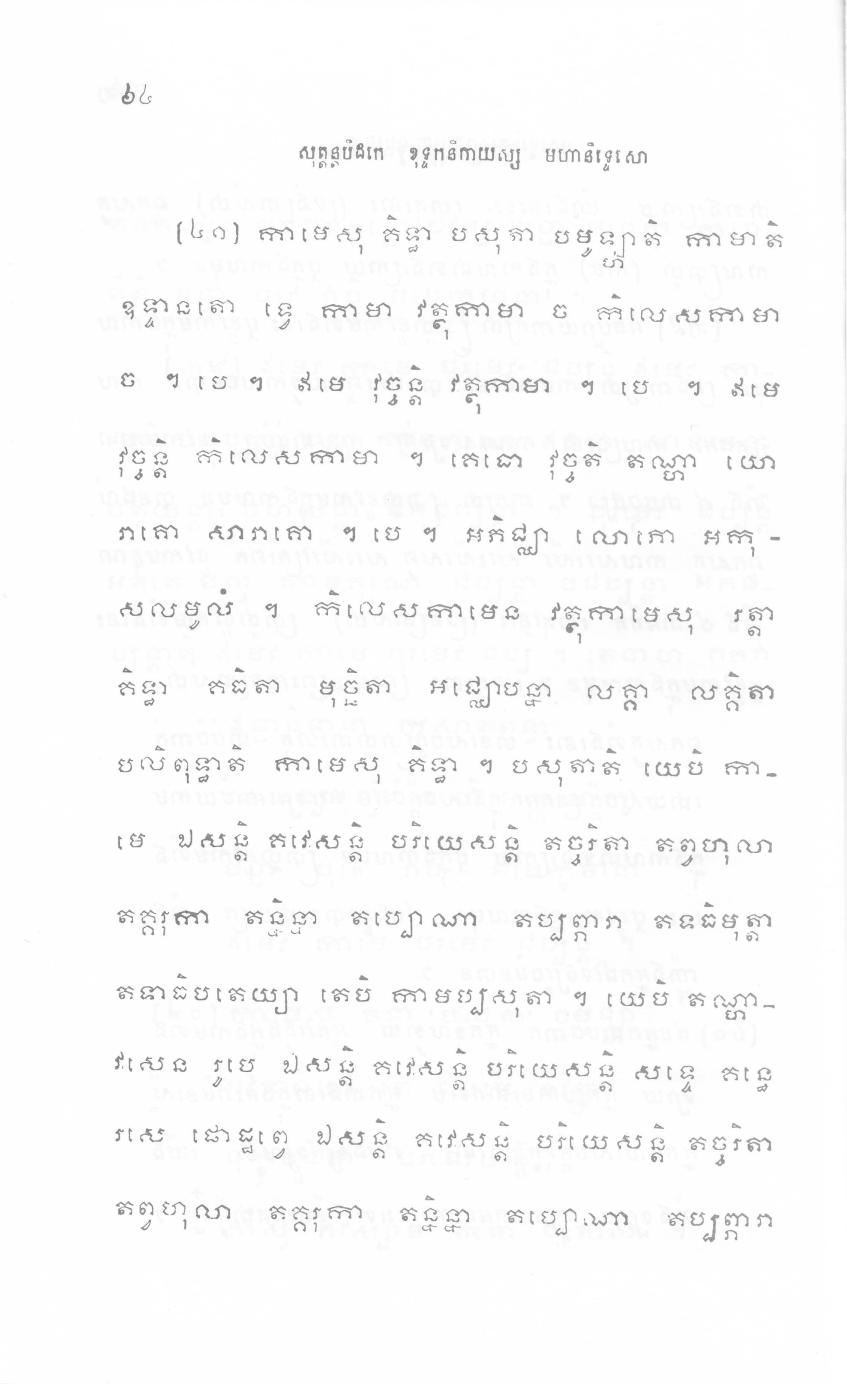 ៦៤
សុត្តន្តបិដកេ ខុទ្ទកនិកាយស្ស មហានិទ្ទេសោ
(៤១) កាមេសុ គិទ្ធា បសុតា បមូឡ្ហាតិ កាមាតិ
ឧទ្ទានតោ ទ្វេ កាមា វត្ថុកាមា ច កិលេសកាមា
ច ។ បេ ។ ឥមេ វុច្ចន្តិ វត្ថុកាមា ។ បេ ។ ឥមេ
វុច្ចន្តិ កិលេសកាមា ។ គេធោ វុច្ចតិ តណ្ហា យោ
រាគោ សារាគោ ។ បេ ។ អភិជ្ឈា លោភោ អកុ-
សលមូលំ ។ កិលេសកាមេន វត្ថុកាមេសុ រត្តា
គិទ្ធា គធិតា មុច្ឆិតា អជ្ឈោបន្នា លគ្គា លគ្គិតា
បលិពុទ្ធាតិ កាមេសុ គិទ្ធា ។ បសុតាតិ យេបិ កា-
មេ ឯសន្តិ គវេសន្តិ បរិយេសន្តិ តច្ចរិតា តព្វហុលា
តគ្គរុកា តន្និន្នា តប្បោណា តប្បព្ភារា តទធិមុត្តា
តទាធិបតេយ្យា តេបិ កាមប្បសុតា ។ យេបិ តណ្ហា-
វសេន រូបេ ឯសន្តិ គវេសន្តិ បរិយេសន្តិ សទ្ទេ គន្ធេ
រសេ ផោដ្ឋព្វេ ឯសន្តិ គវេសន្តិ បរិយេសន្តិ តច្ចរិតា
តព្វហុលា តគ្គរុកា តន្និន្នា តប្បោណា តប្បព្ភារា